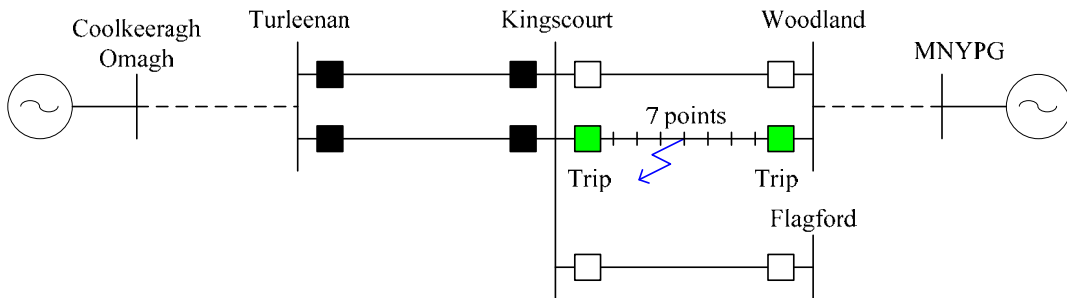 Turleenan
Kingscourt
Woodland
Coolkeeragh
Omagh
MNYPG
7 points
Trip
Trip
Flagford